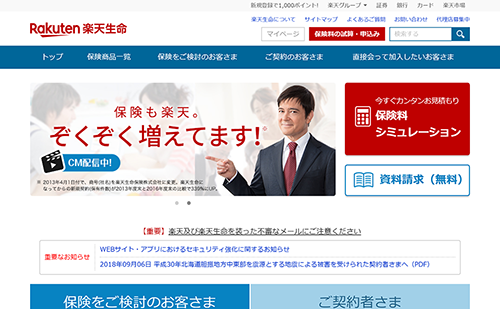 新規登録で1,000ポイント! 楽天グループ 証券 銀行 カード 楽天市場
Rakuten 楽天生命
楽天生命について サイトマップ よくあるご質問 お問い合わせ 代理店募集中
マイページ 保険料の試算・申込み 検索する
トップ 保険商品一覧 保険をご検討のお客さま ご契約のお客さま 直接会って加入したいお客さま
保険も楽天。
ぞくぞく増えてます!※
CM配信中!
※ 2013年4月1日付で、商号(社名)を楽天生命保険株式会社に変更。楽天生命に
なってからの新規契約(保有件数)が2013年度末と2016年度末の比較で339%にUP。
今すぐカンタンお見積もり
保険料
シミュレーション
資料請求(無料)
【重要】楽天及び楽天生命を装った不審なメールにご注意ください
重要なお知らせ
WEBサイト・アプリにおけるセキュリティ強化に関するお知らせ
2018年09月06日 平成30年北海道胆振地方中東部を震源とする地震による被害を受けられた契約者さまへ(PDF)
保険をご検討のお客さま
ご契約者さま